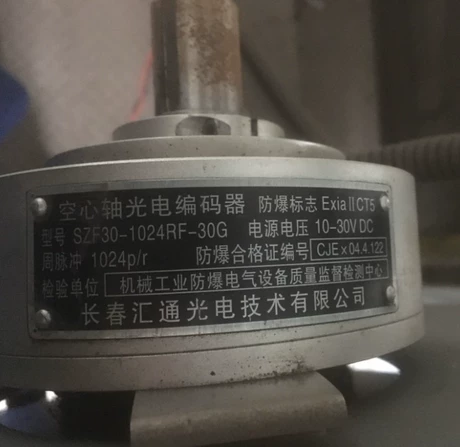 空心轴光电编码器 防爆标志 ExiaⅡCT5
型号 SZF30-1024RF-30G 电源电压 10-30V DC
周脉冲 1024p/r 防爆合格证编号 CJE×04.4.122
检验单位 机械工业防爆电气设备质量监督检测中心
长春汇通光电技术有限公司